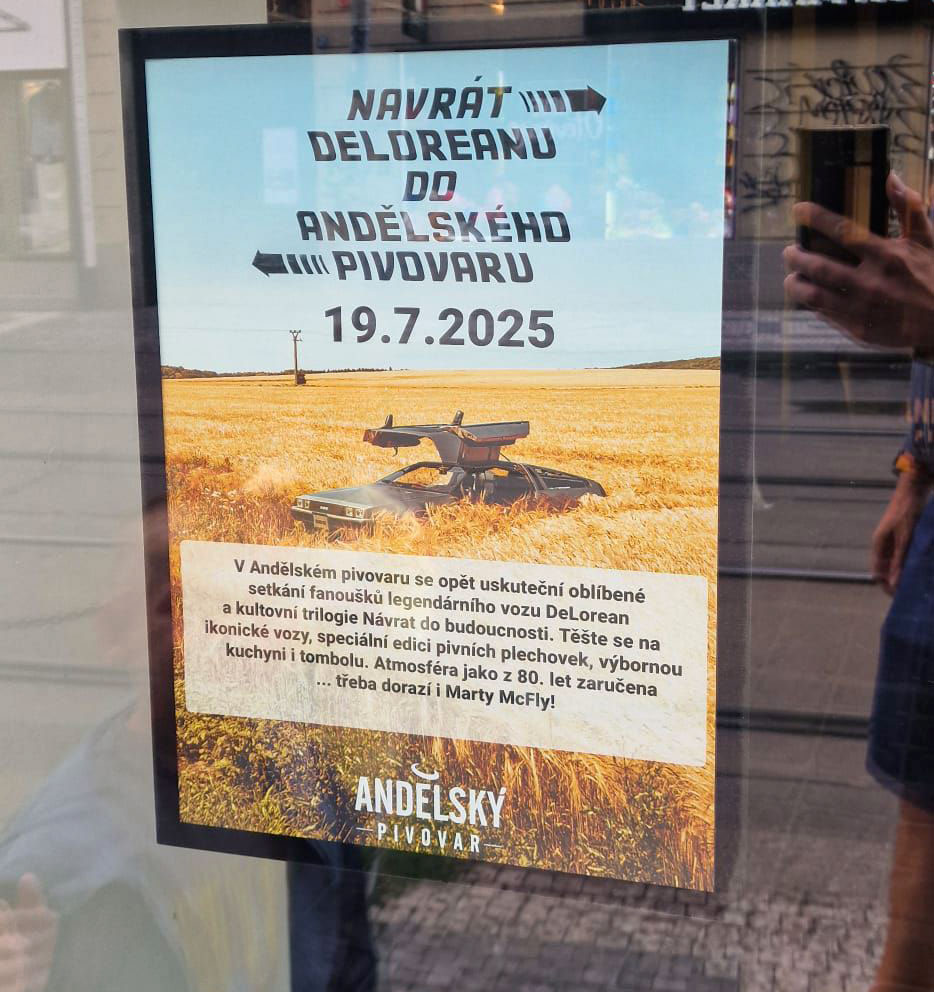 NAVRÁT
DELOREANU
DO
ANDĚLSKÉHO
PIVOVARU
19.7.2025
V Andělském pivovaru se opět uskuteční oblíbené
setkání fanoušků legendárního vozu DeLorean
a kultovní trilogie Návrat do budoucnosti. Těšte se na
ikonické vozy, speciální edici pivních plechovek, výbornou
kuchyni i tombolu. Atmosféra jako z 80. let zaručena
... třeba dorazí i Marty McFly!
ANDĚLSKÝ
PIVOVAR